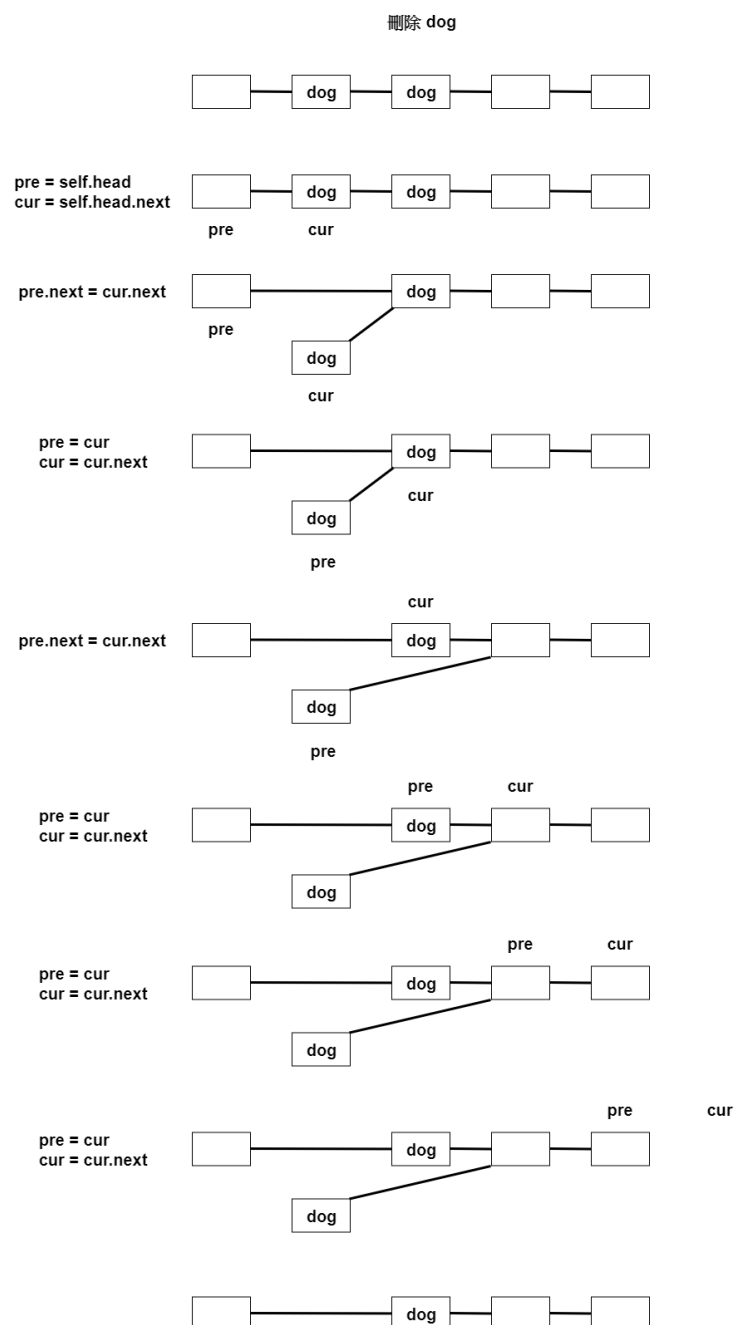 刪除 dog
dog dog
pre = self.head
cur = self.head.next
dog dog
pre cur
pre.next = cur.next
dog
pre
dog
cur
pre = cur
cur = cur.next
dog
cur
dog
pre
cur
pre.next = cur.next
dog
dog
pre
pre cur
pre = cur
cur = cur.next
dog
dog
pre cur
pre = cur
cur = cur.next
dog
dog
pre cur
pre = cur
cur = cur.next
dog
dog
dog